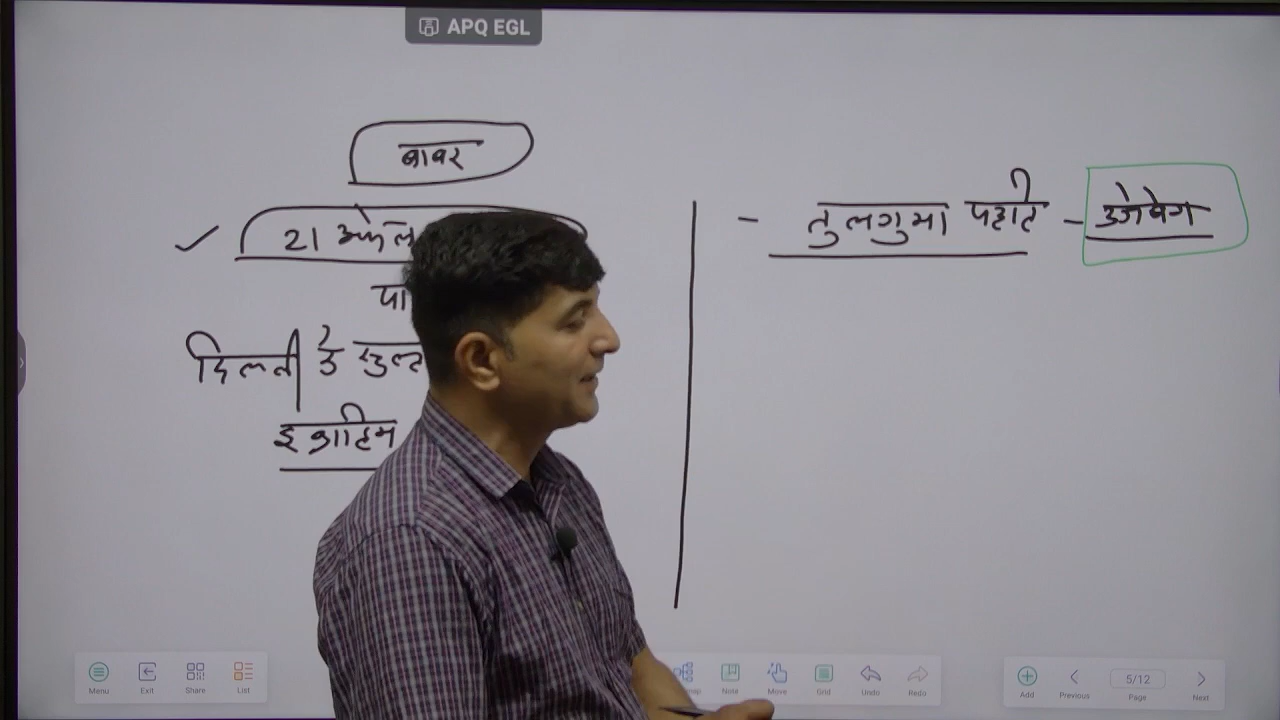 APQ EGL
बाबर
21 अप्रैल
पा
दिल्ली के सुल्त
इब्राहिम
- तुलगुमा पद्दति - उजबेग
Menu Exit Share List Note Move Grid Undo Redo Add Previous 5/12 Page Next